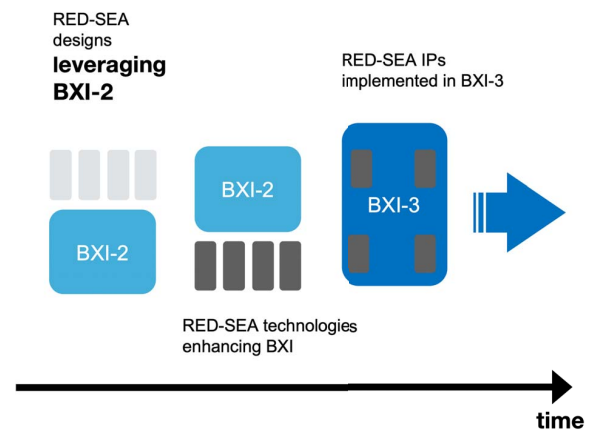 RED-SEA
designs
leveraging
BXI-2
RED-SEA IPs
implemented in BXI-3
BXI-2
BXI-2
BXI-3
RED-SEA technologies
enhancing BXI
time